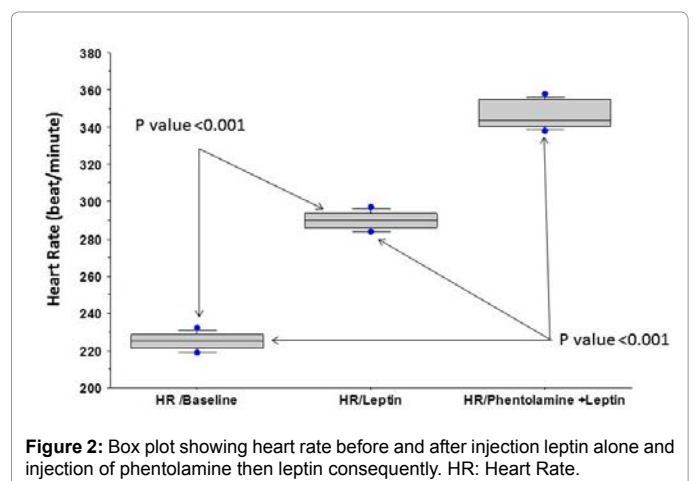 380
360
340
320
300
280
260
240
220
200
Heart Rate (beat/minute)
P value <0.001
P value <0.001
HR /Baseline
HR/Leptin
HR/Phentolamine +Leptin
Figure 2: Box plot showing heart rate before and after injection leptin alone and
injection of phentolamine then leptin consequently. HR: Heart Rate.